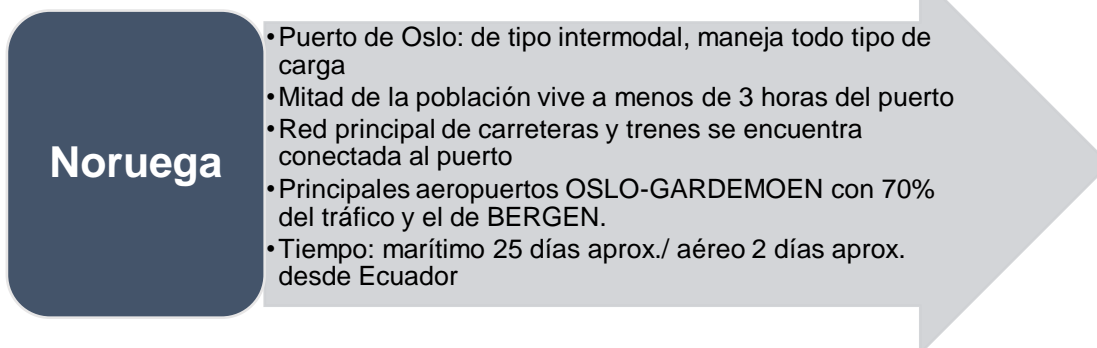 Noruega
•Puerto de Oslo: de tipo intermodal, maneja todo tipo de
carga
•Mitad de la población vive a menos de 3 horas del puerto
•Red principal de carreteras y trenes se encuentra
conectada al puerto
•Principales aeropuertos OSLO-GARDEMOEN con 70%
del tráfico y el de BERGEN.
•Tiempo: marítimo 25 días aprox./ aéreo 2 días aprox.
desde Ecuador